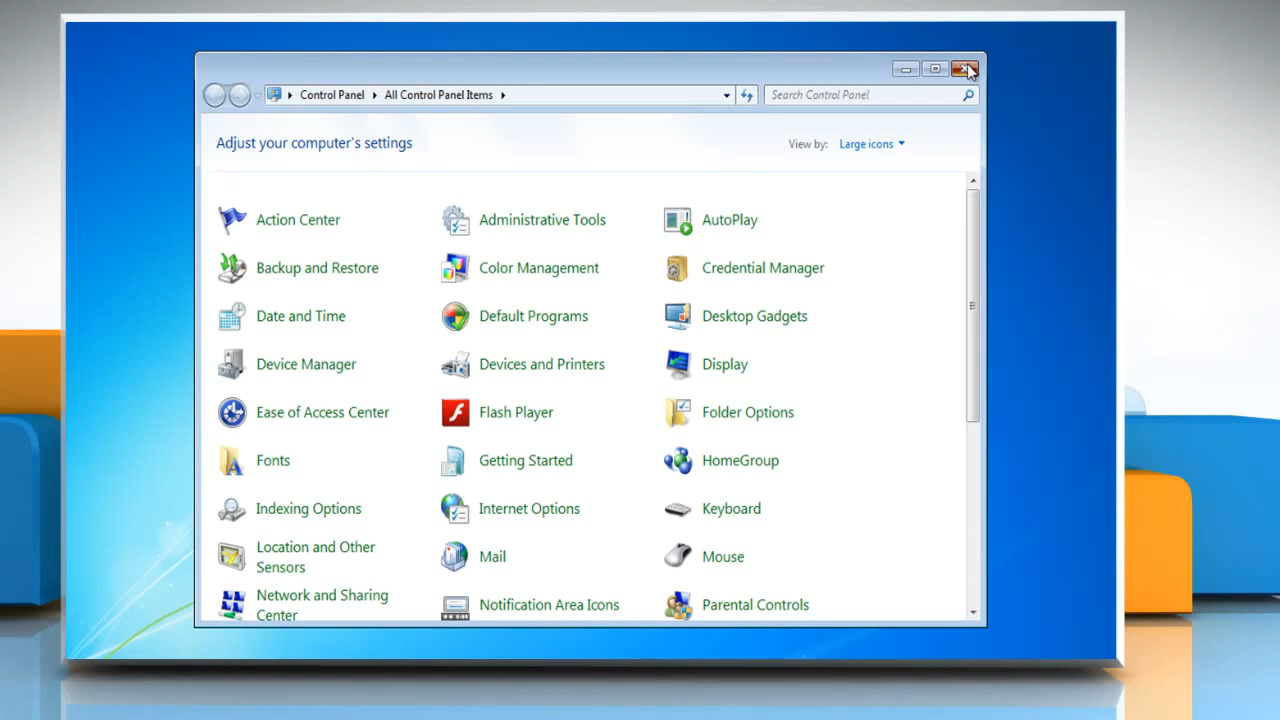 Control Panel All Control Panel Items Search Control Panel
Adjust your computer's settings View by: Large icons
Action Center Administrative Tools AutoPlay
Backup and Restore Color Management Credential Manager
Date and Time Default Programs Desktop Gadgets
Device Manager Devices and Printers Display
Ease of Access Center Flash Player Folder Options
Fonts Getting Started HomeGroup
Indexing Options Internet Options Keyboard
Location and Other
Sensors Mail Mouse
Network and Sharing
Center Notification Area Icons Parental Controls